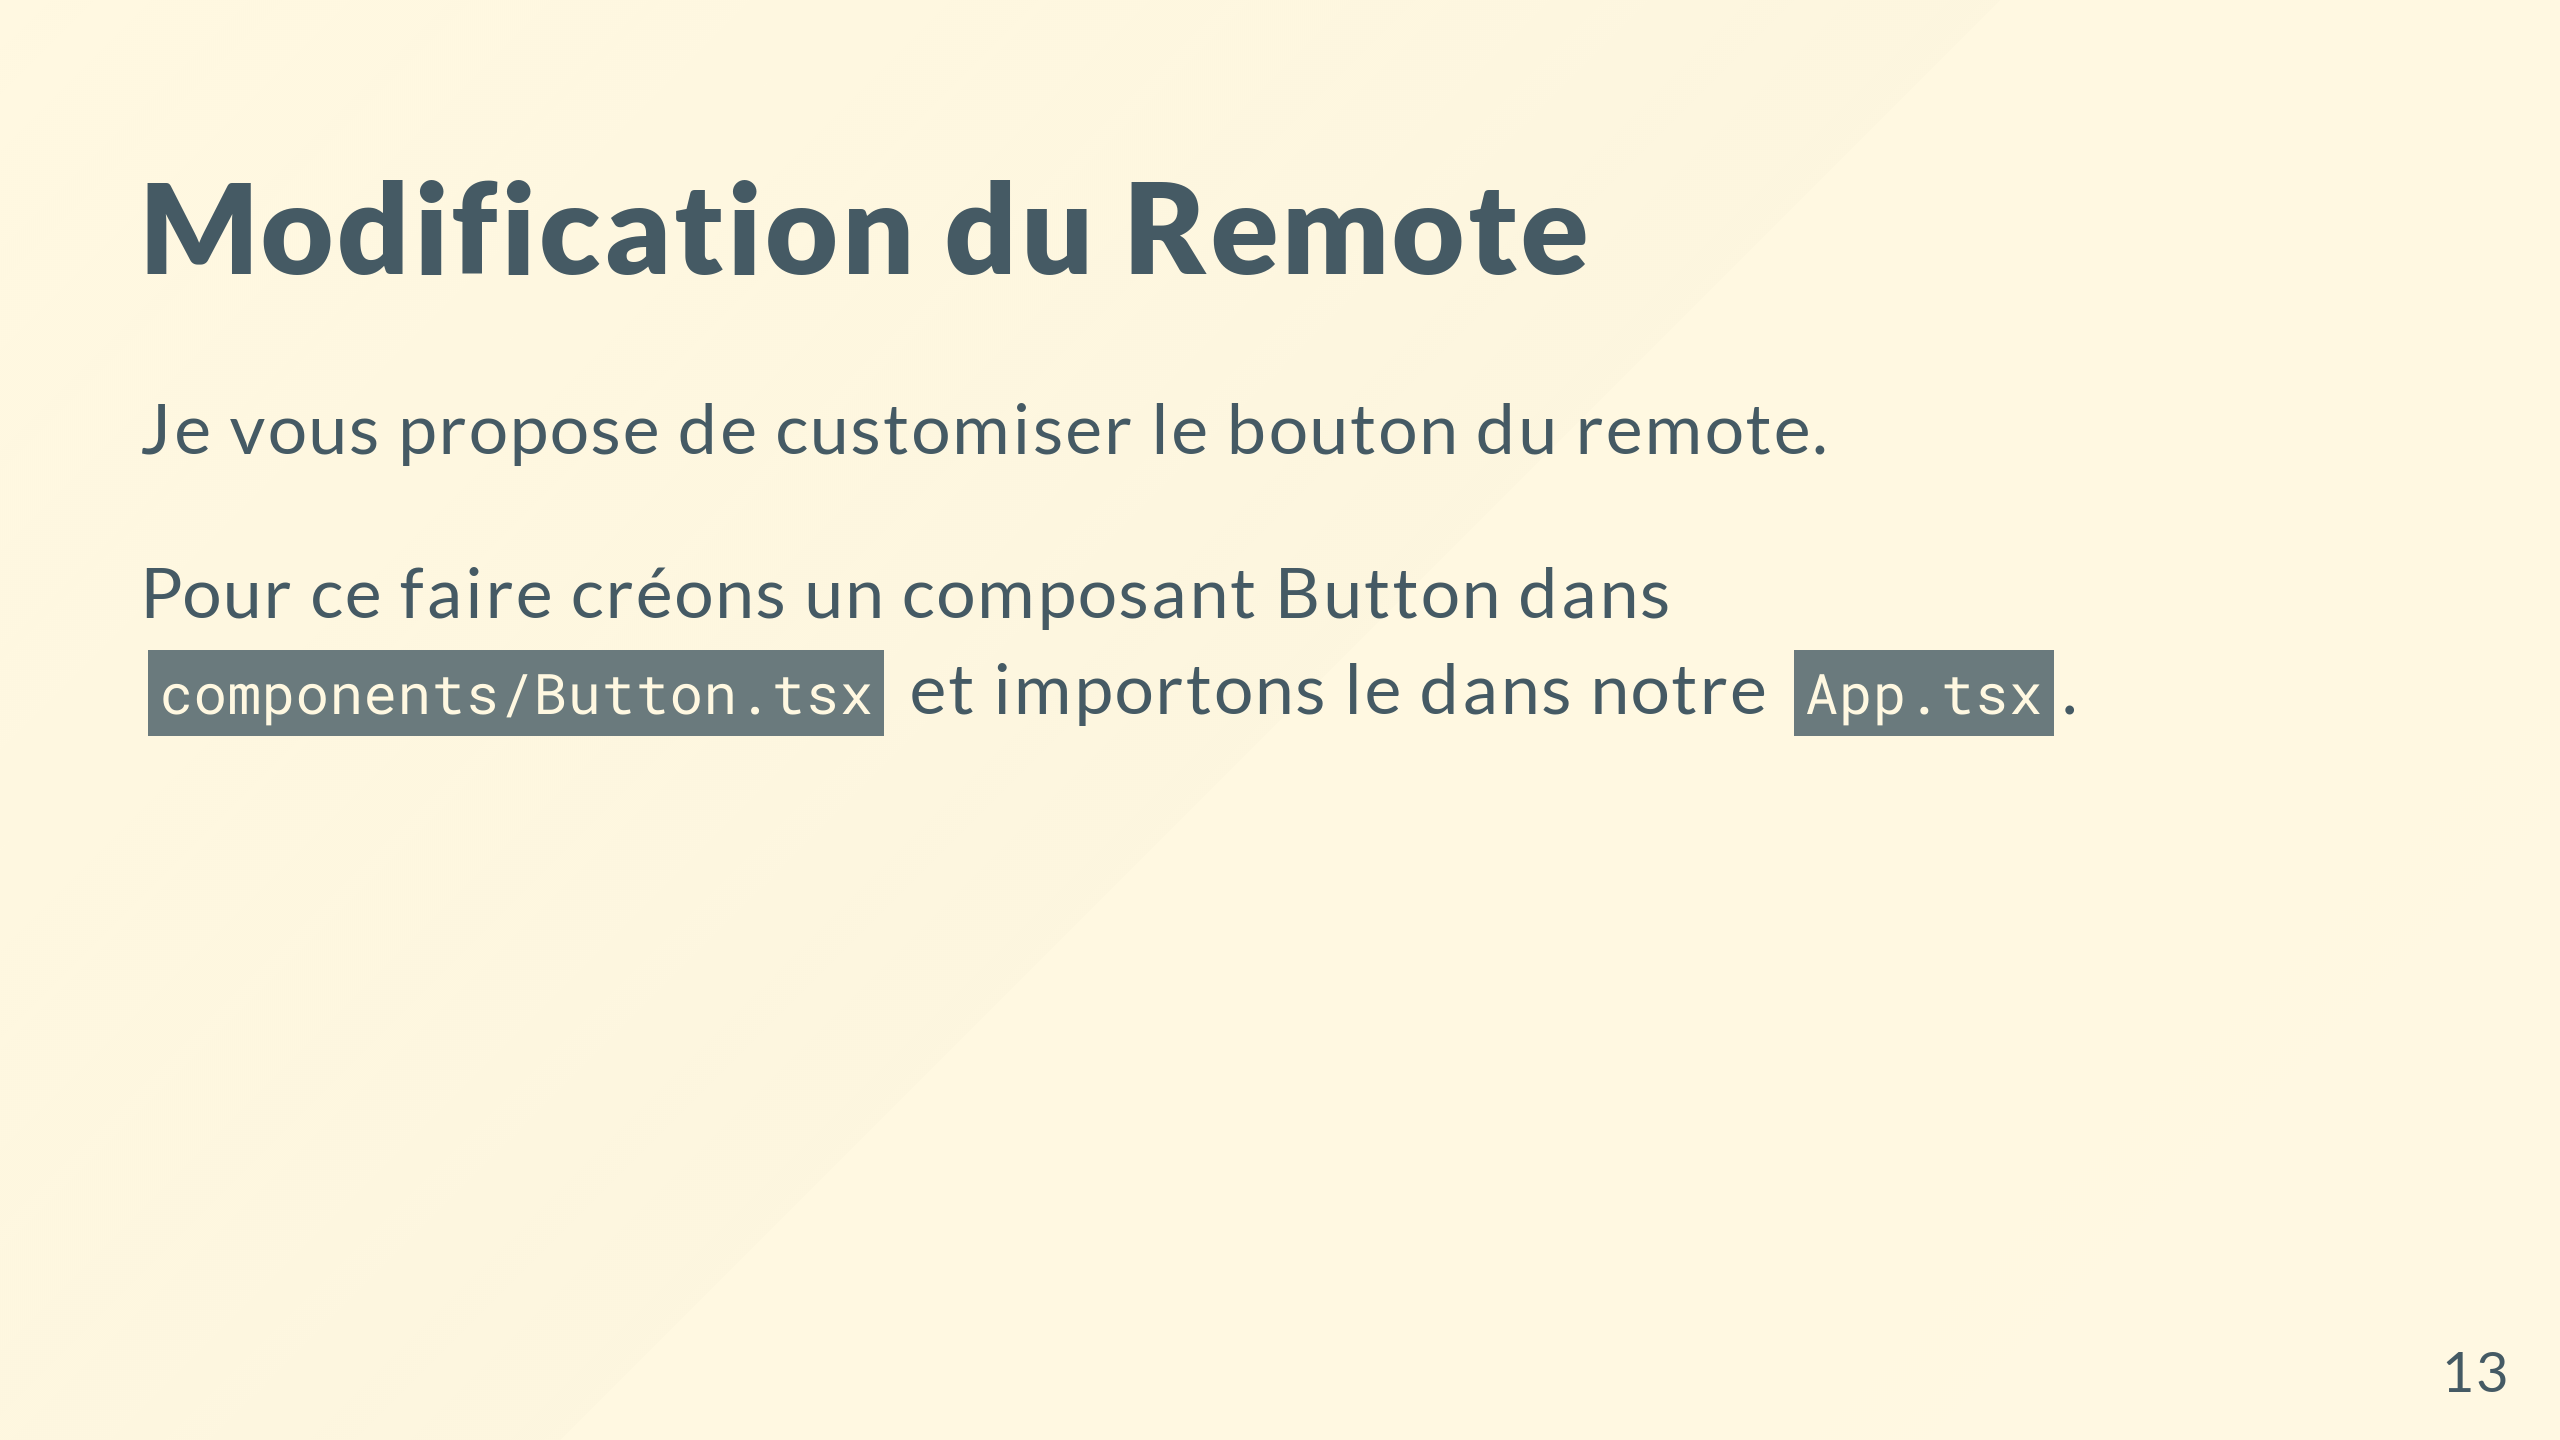 Modification du Remote
Je vous propose de customiser le bouton du remote.
Pour ce faire créons un composant Button dans
components/Button.tsx et importons le dans notre App.tsx.
13